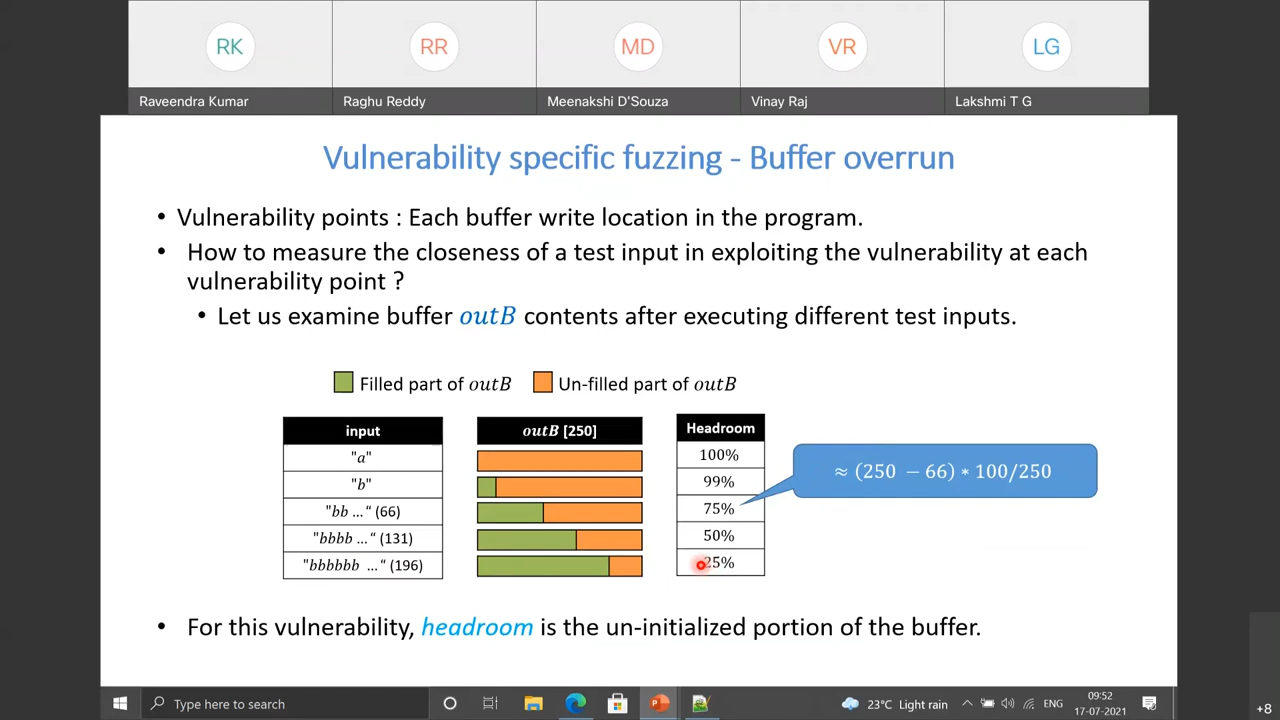 RK
RR
MD
VR
LG
Raveendra Kumar
Raghu Reddy
Meenakshi D'Souza
Vinay Raj
Lakshmi T G
Vulnerability specific fuzzing - Buffer overrun
• Vulnerability points : Each buffer write location in the program.
• How to measure the closeness of a test input in exploiting the vulnerability at each
vulnerability point ?
• Let us examine buffer outB contents after executing different test inputs.
Filled part of outB
Un-filled part of outB
input
outB [250]
Headroom
"a"
100%
"b"
99%
"bb ..." (66)
75%
"bbbb ..." (131)
50%
"bbbbbb ..." (196)
25%
≈ (250 − 66) ∗ 100/250
• For this vulnerability, headroom is the un-initialized portion of the buffer.
Type here to search
23°C Light rain
ENG
09:52
17-07-2021
+8